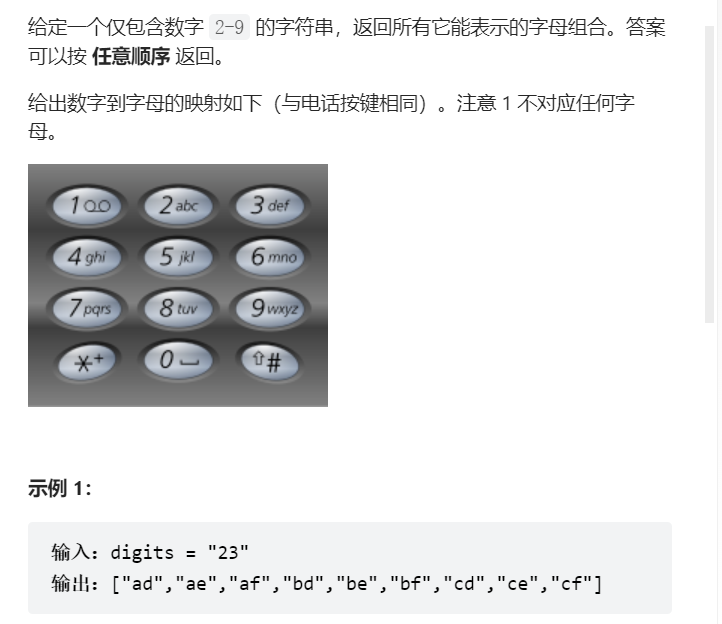 给定一个仅包含数字 2-9 的字符串，返回所有它能表示的字母组合。答案
可以按 任意顺序 返回。
给出数字到字母的映射如下（与电话按键相同）。注意 1 不对应任何字
母。
1 2 abc 3 def
4 ghi 5 jkl 6 mno
7 pqrs 8 tuv 9 wxyz
*+ 0 ⇧#
示例 1：
输入：digits = "23"
输出：["ad","ae","af","bd","be","bf","cd","ce","cf"]